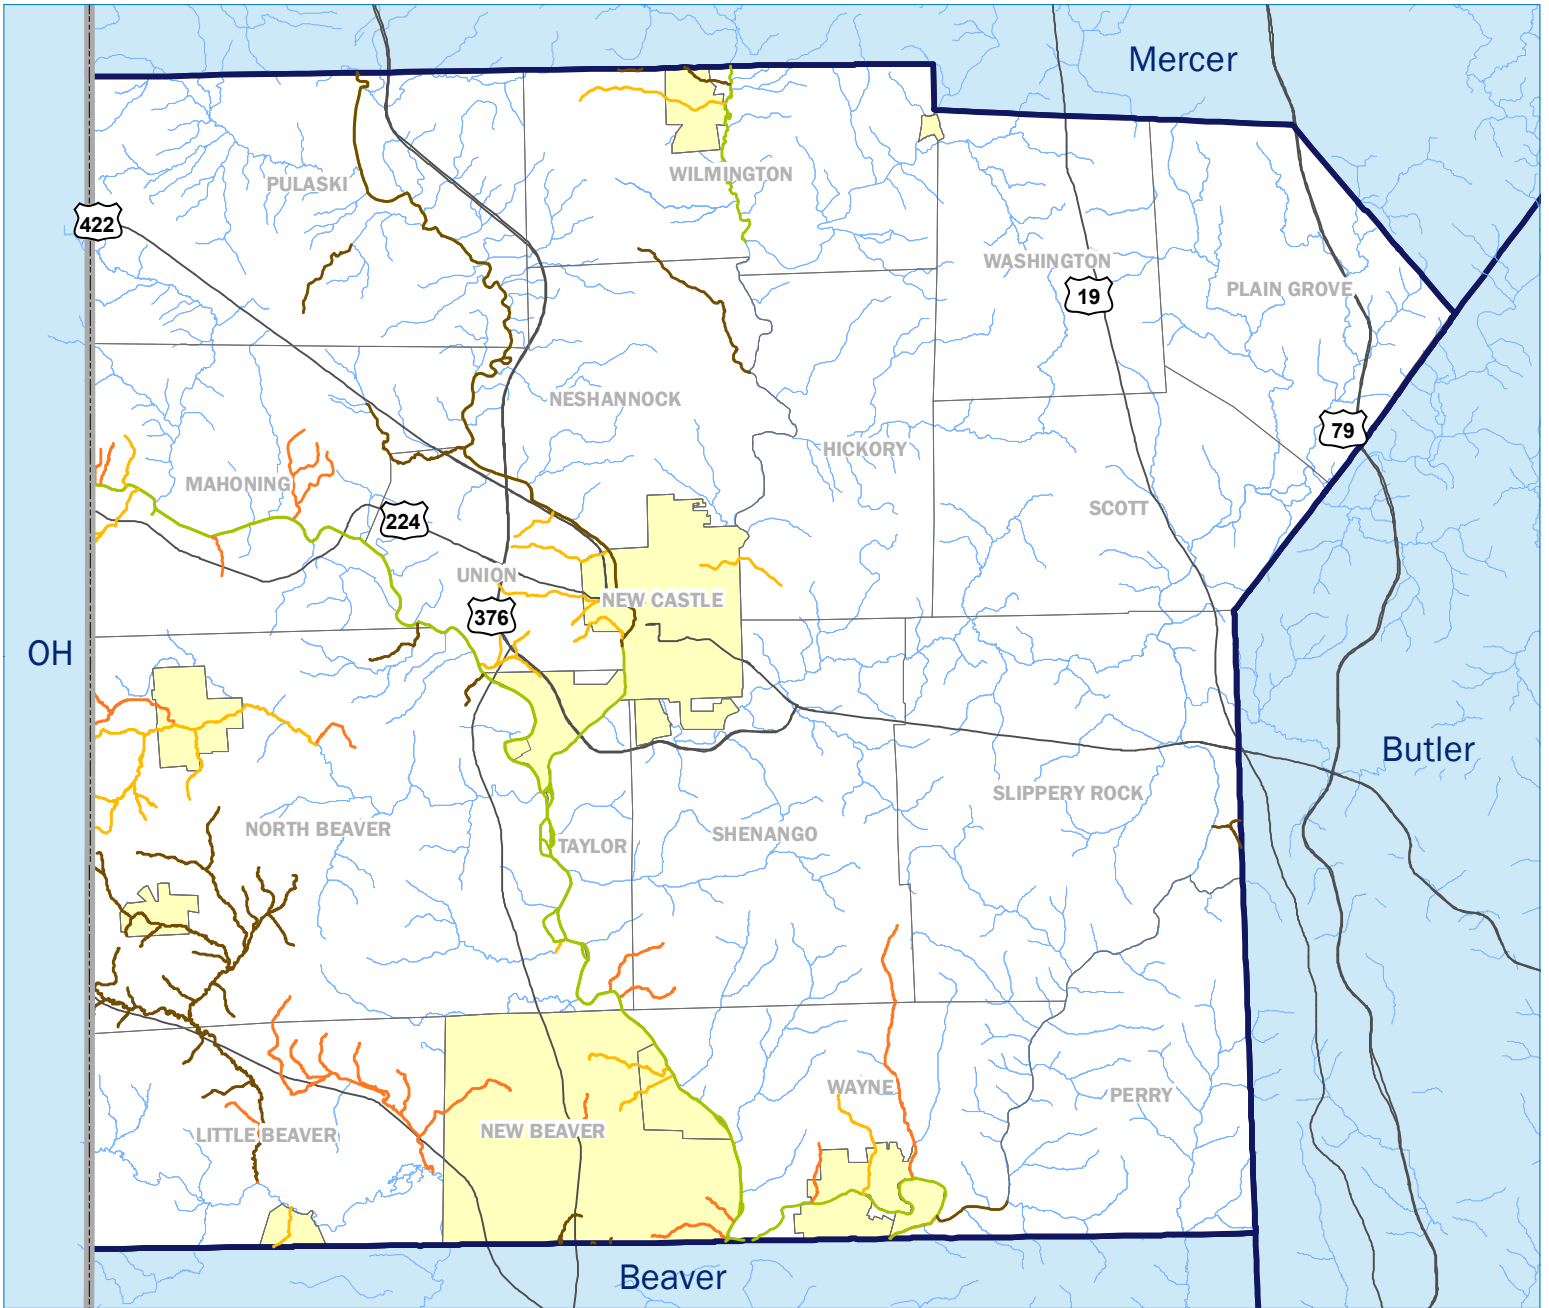 Mercer
WILMINGTON
PULASKI
422
WASHINGTON
19
PLAIN GROVE
NESHANNOCK
79
HICKORY
MAHONING
SCOTT
224
UNION
NEW CASTLE
376
OH
Butler
SLIPPERY ROCK
NORTH BEAVER
SHENANGO
TAYLOR
WAYNE
PERRY
NEW BEAVER
LITTLE BEAVER
Beaver